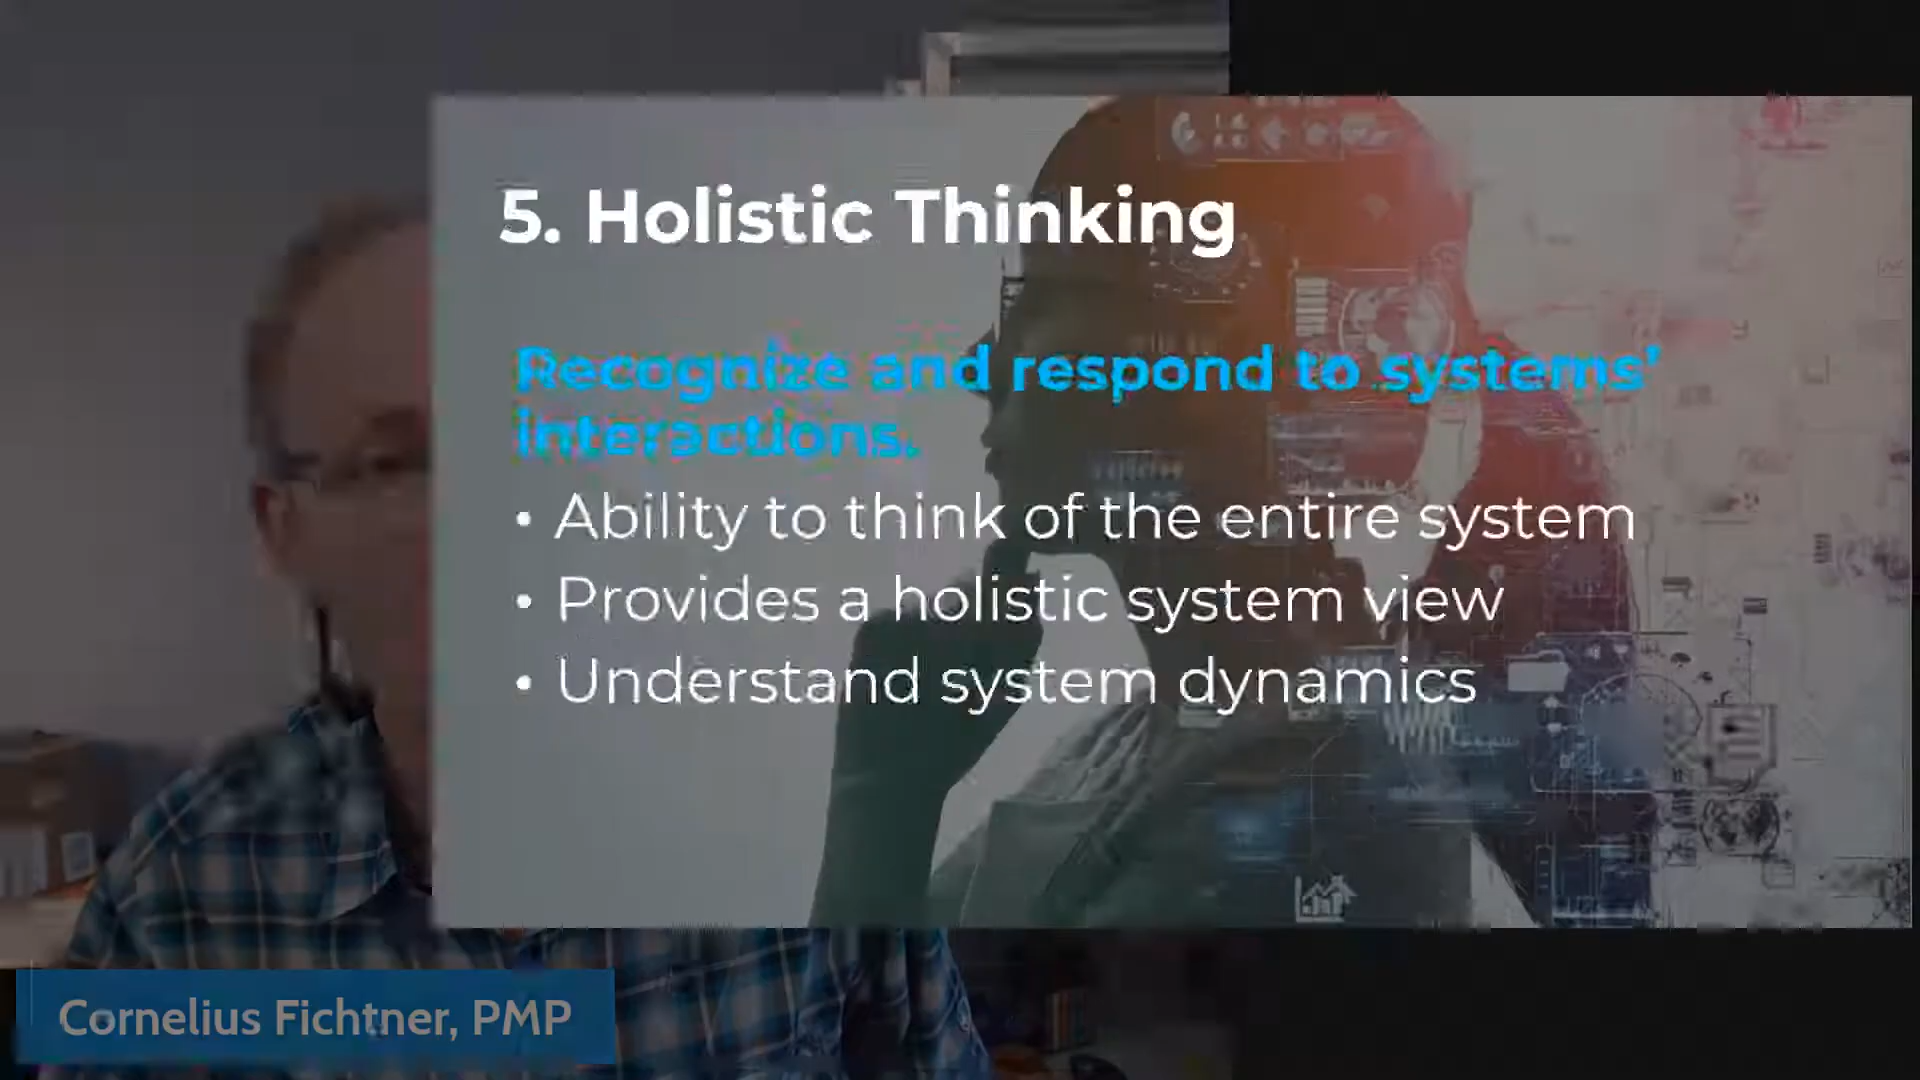 5. Holistic Thinking
Recognize and respond to systems'
interactions.
• Ability to think of the entire system
• Provides a holistic system view
• Understand system dynamics
Cornelius Fichtner, PMP